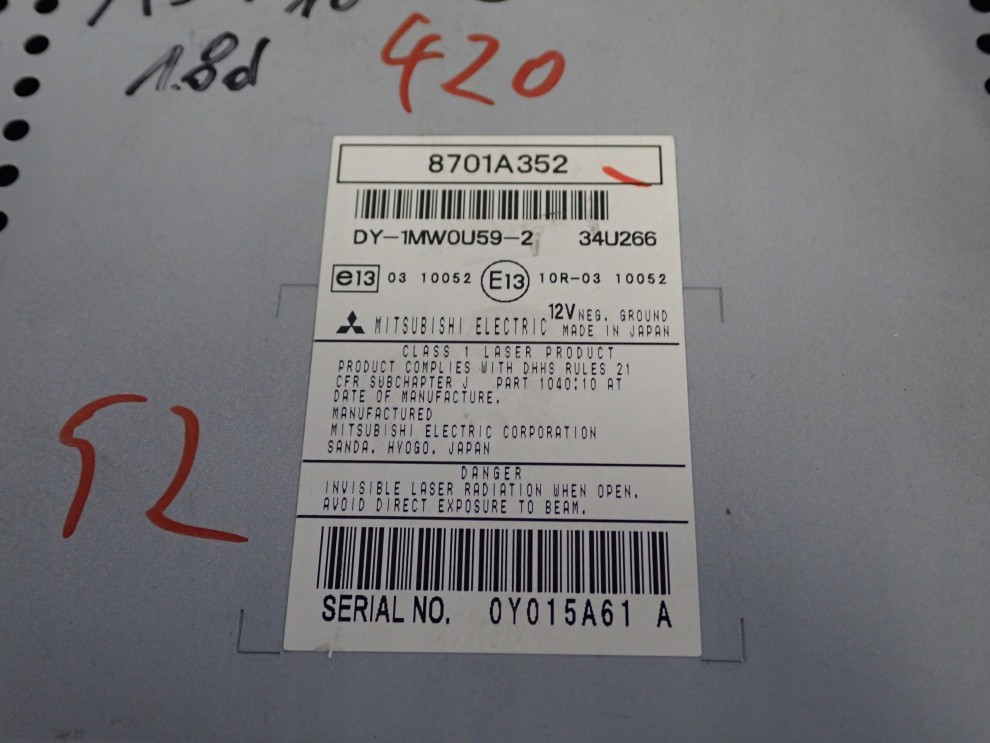 1.8d
420
8701A352
DY-1MW0U59-2 34U266
e13 03 10052 E13 10R-03 10052
12V NEG. GROUND
MITSUBISHI ELECTRIC MADE IN JAPAN
CLASS 1 LASER PRODUCT
PRODUCT COMPLIES WITH DHHS RULES 21
CFR SUBCHAPTER J PART 1040:10 AT
DATE OF MANUFACTURE.
MANUFACTURED
MITSUBISHI ELECTRIC CORPORATION
SANDA. HYOGO. JAPAN
DANGER
INVISIBLE LASER RADIATION WHEN OPEN.
AVOID DIRECT EXPOSURE TO BEAM.
SERIAL NO. 0Y015A61 A